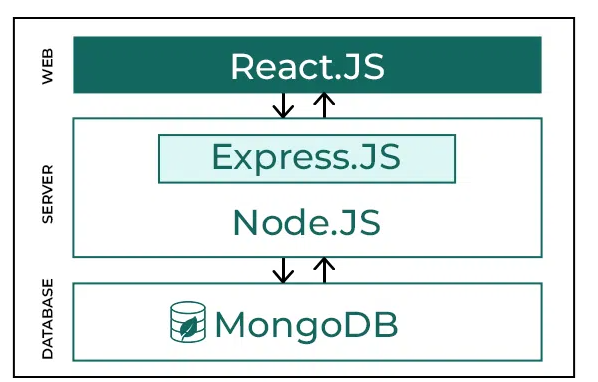 WEB
React.JS
SERVER
Express.JS
Node.JS
DATABASE
MongoDB